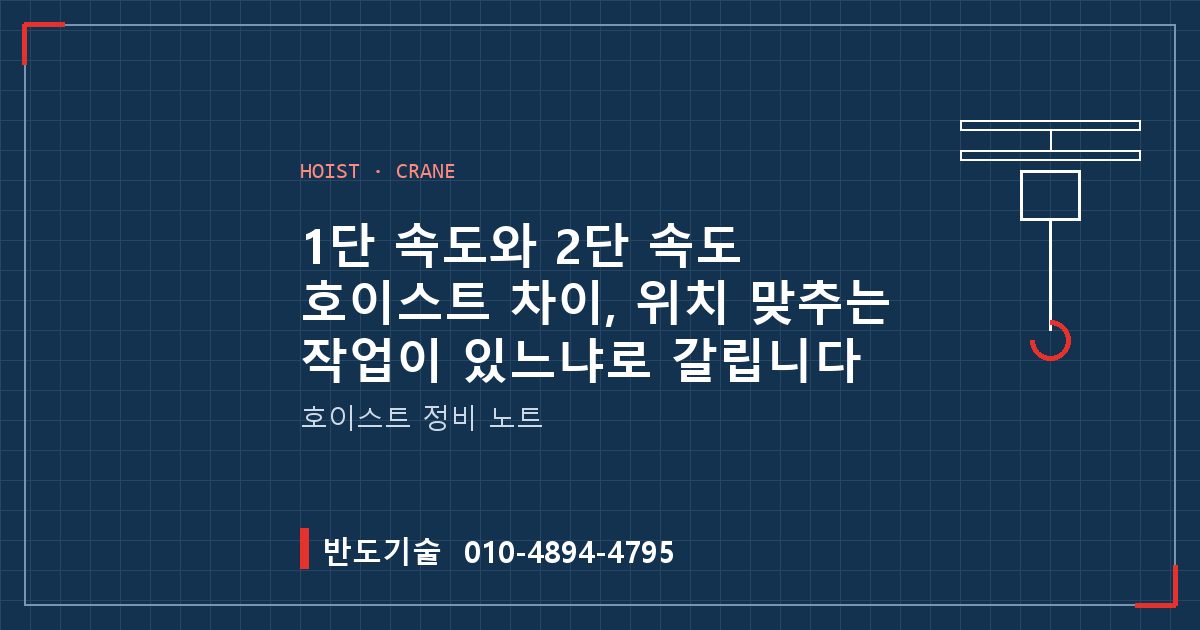 HOIST · CRANE
1단 속도와 2단 속도
호이스트 차이, 위치 맞추는
작업이 있느냐로 갈립니다
호이스트 정비 노트
반도기술 010-4894-4795